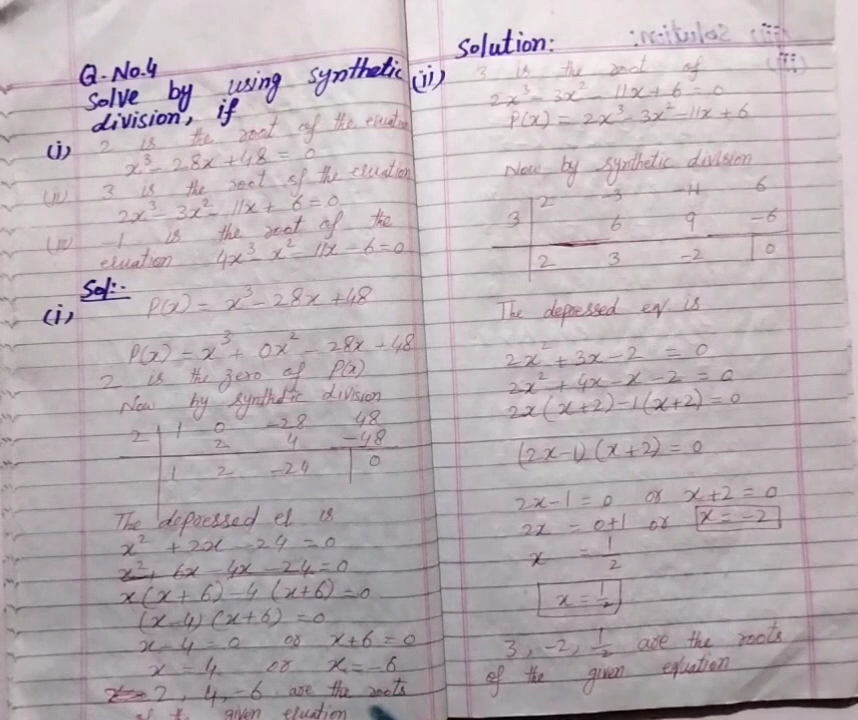 Q. No. 4
Solve by using synthetic
division, if
(i) 2 is the root of the equation
x³ - 28x + 48 = 0
(ii) 3 is the root of the equation
2x³ - 3x² - 11x + 6 = 0
(iii) -1 is the root of the
equation 4x³ - x² - 11x - 6 = 0
Sol:-
(i) P(x) = x³ - 28x + 48
P(x) = x³ + 0x² - 28x + 48
2 is the zero of P(x)
Now by synthetic division
2 | 1 0 -28 48
2 4 -48
1 2 -24 | 0
The depressed eq is
x² + 2x - 24 = 0
x² + 6x - 4x - 24 = 0
x(x + 6) - 4(x + 6) = 0
(x - 4)(x + 6) = 0
x - 4 = 0 or x + 6 = 0
x = 4 or x = -6
2, 4, -6 are the roots
of the given equation
Solution:
(ii) 3 is the root of
2x³ - 3x² - 11x + 6 = 0
P(x) = 2x³ - 3x² - 11x + 6
Now by synthetic division
3 | 2 -3 -11 6
6 9 -6
2 3 -2 | 0
The depressed eq is
2x² + 3x - 2 = 0
2x² + 4x - x - 2 = 0
2x(x + 2) - 1(x + 2) = 0
(2x - 1)(x + 2) = 0
2x - 1 = 0 or x + 2 = 0
2x = 0 + 1 or x = -2
x = 1/2
x = 1/2
3, -2, 1/2 are the roots
of the given equation